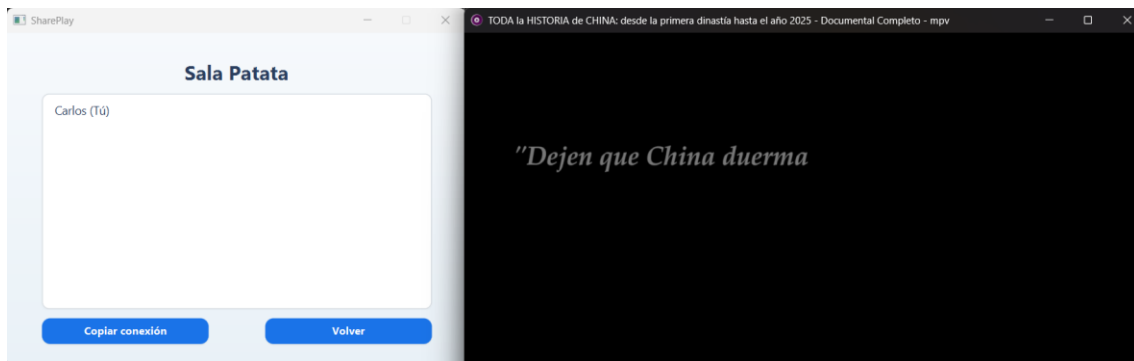 SharePlay
Sala Patata
Carlos (Tú)
Copiar conexión
Volver
TODA la HISTORIA de CHINA: desde la primera dinastía hasta el año 2025 - Documental Completo - mpv
"Dejen que China duerma